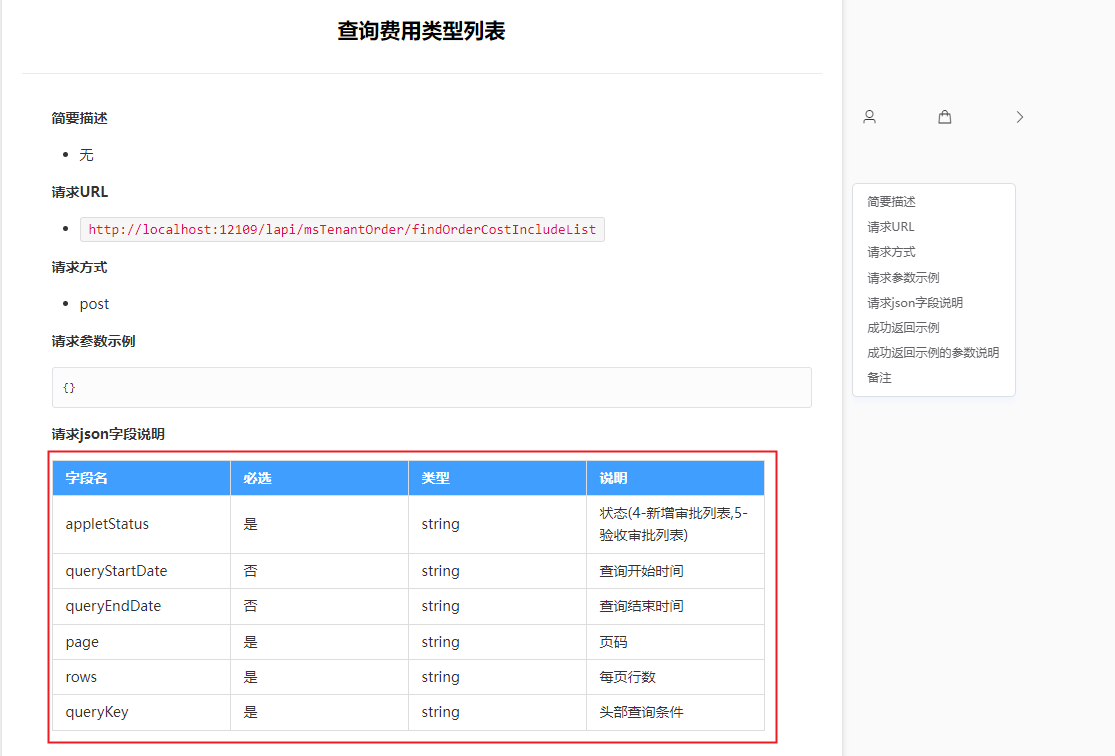 查询费用类型列表
简要描述
无
请求URL
http://localhost:12109/lapi/msTenantOrder/findOrderCostIncludeList
请求方式
post
请求参数示例
{}
请求json字段说明
字段名 必选 类型 说明
appletStatus 是 string 状态(4-新增审批列表,5-
验收审批列表)
queryStartDate 否 string 查询开始时间
queryEndDate 否 string 查询结束时间
page 是 string 页码
rows 是 string 每页行数
queryKey 是 string 头部查询条件
简要描述
请求URL
请求方式
请求参数示例
请求json字段说明
成功返回示例
成功返回示例的参数说明
备注